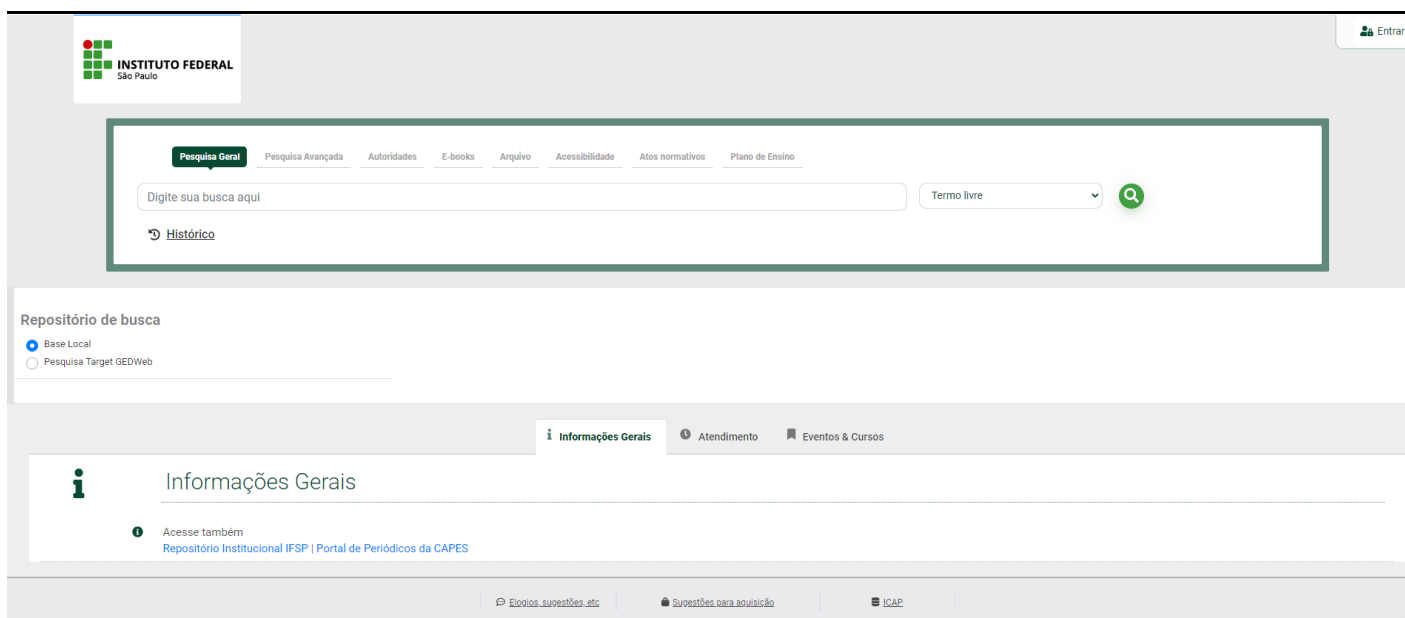 Entrar
INSTITUTO FEDERAL
São Paulo
Pesquisa Geral Pesquisa Avançada Autoridades E-books Arquivo Acessibilidade Atos normativos Plano de Ensino
Digite sua busca aqui Termo livre
Histórico
Repositório de busca
Base Local
Pesquisa Target GEDWeb
Informações Gerais Atendimento Eventos & Cursos
Informações Gerais
Acesse também
Repositório Institucional IFSP | Portal de Periódicos da CAPES
Elogios, sugestões, etc Sugestões para aquisição ICAP